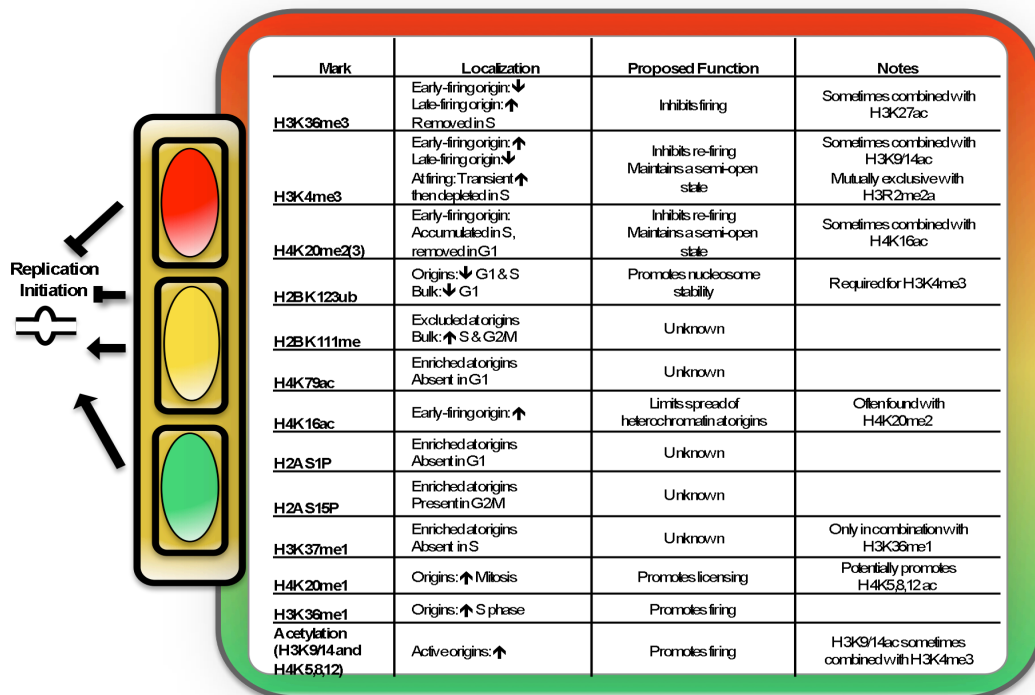 Mark Localization Proposed Function Notes
H3K36me3
Early-firing origin: ↓
Late-firing origin: ↑
Removed in S
Inhibits firing
Sometimes combined with
H3K27ac
H3K4me3
Early-firing origin: ↑
Late-firing origin: ↓
At firing: Transient ↑
then depleted in S
Inhibits re-firing
Maintains a semi-open
state
Sometimes combined with
H3K9/14ac
Mutually exclusive with
H3R2me2a
H4K20me2(3)
Early-firing origin:
Accumulated in S,
removed in G1
Inhibits re-firing
Maintains a semi-open
state
Sometimes combined with
H4K16ac
Replication
Initiation
H2BK123ub
Origins: ↓ G1 & S
Bulk: ↓ G1
Promotes nucleosome
stability
Required for H3K4me3
H2BK111me
Excluded at origins
Bulk: ↑ S & G2M
Unknown
H4K79ac
Enriched at origins
Absent in G1
Unknown
H4K16ac
Early-firing origin: ↑
Limits spread of
heterochromatin at origins
Often found with
H4K20me2
H2AS1P
Enriched at origins
Absent in G1
Unknown
H2AS15P
Enriched at origins
Present in G2M
Unknown
H3K37me1
Enriched at origins
Absent in S
Unknown
Only in combination with
H3K36me1
H4K20me1
Origins: ↑ Mitosis
Promotes licensing
Potentially promotes
H4K5,8,12 ac
H3K36me1
Origins: ↑ S phase
Promotes firing
Acetylation
(H3K9/14 and
H4K5,8,12)
Active origins: ↑
Promotes firing
H3K9/14ac sometimes
combined with H3K4me3